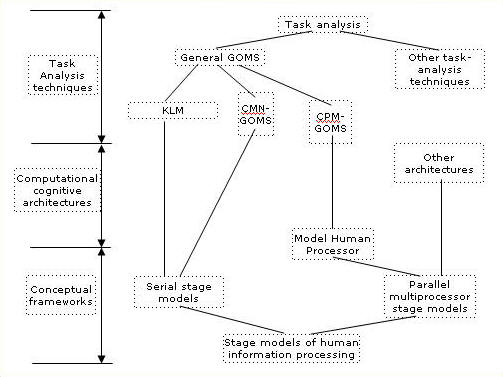 Task analysis
General GOMS
Other task-
analysis
techniques
Task
Analysis
techniques
KLM
CMN-
GOMS
CPM-
GOMS
Other
architectures
Computational
cognitive
architectures
Model Human
Processor
Conceptual
frameworks
Serial stage
models
Parallel
multiprocessor
stage models
Stage models of human
information processing